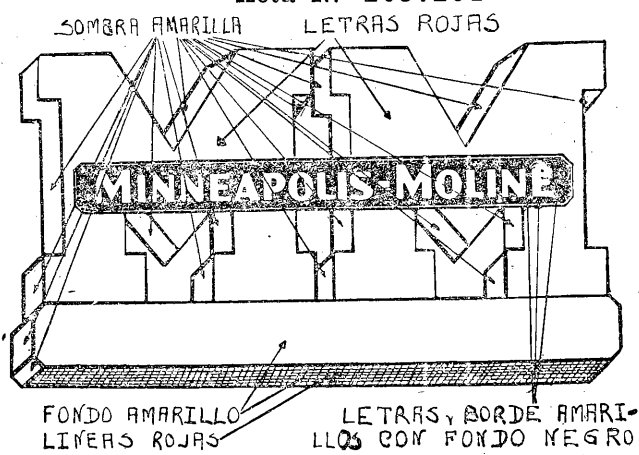 SOMBRA AMARILLA LETRAS ROJAS
MINNEAPOLIS-MOLINE
FONDO AMARILLO
LINEAS ROJAS
LETRAS Y BORDE AMARI-
LLOS CON FONDO NEGRO